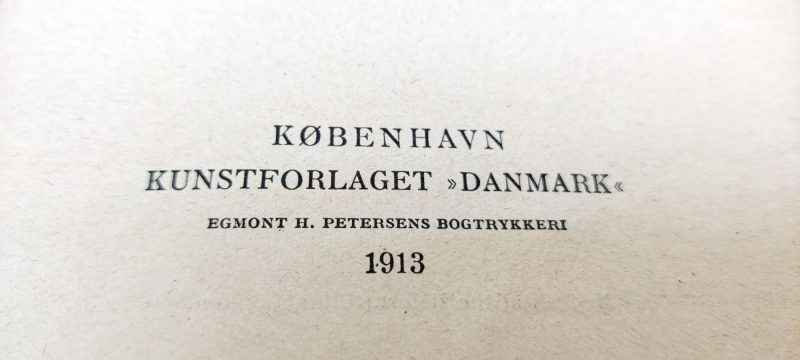 KØBENHAVN
KUNSTFORLAGET »DANMARK«
EGMONT H. PETERSENS BOGTRYKKERI
1913